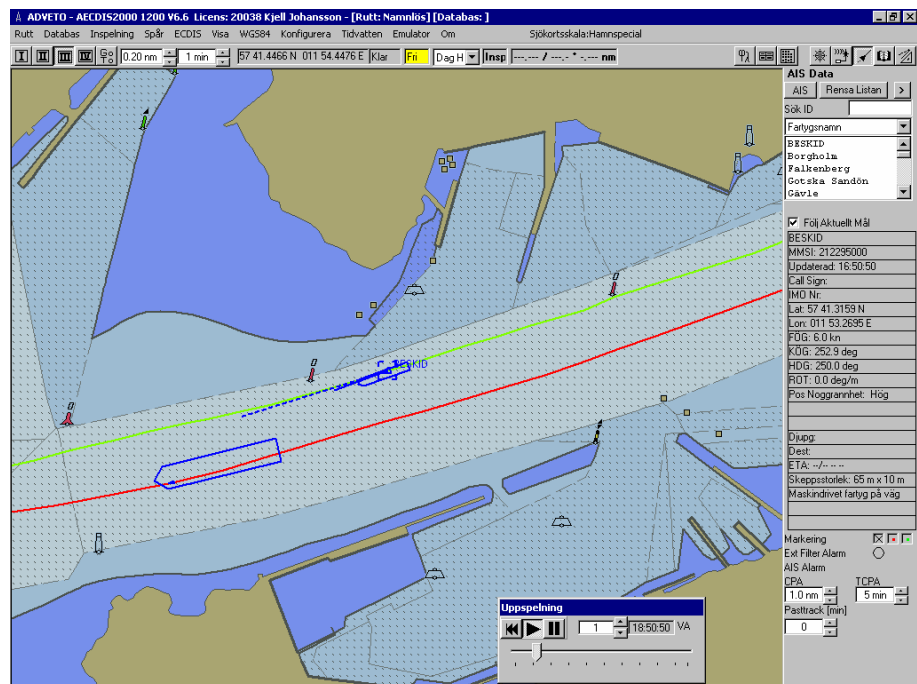 ADVETO - AECDIS2000 1200 V6.6 Licens: 20038 Kjell Johansson - [Rutt: Namnlös] [Databas: ]
Rutt Databas Inspelning Spår ECDIS Visa WGS84 Konfigurera Tidvatten Emulator Om Sjökortsskala:Hamnspecial
I II III IV Go To 0.20 nm 1 min 57 41.4466 N 011 54.4476 E Klar Fri Dag H Insp ---,--- / ---,- ° -,--- nm
AIS Data
AIS Rensa Listan >
Sök ID
Fartygsnamn
BESKID
Borgholm
Falkenberg
Gotska Sandön
Gävle
Följ Aktuellt Mål
BESKID
MMSI: 212295000
Updaterad: 16:50:50
Call Sign:
IMO Nr:
Lat: 57 41.3159 N
Lon: 011 53.2695 E
FÖG: 6.0 kn
KÖG: 252.9 deg
HDG: 250.0 deg
ROT: 0.0 deg/m
Pos Noggrannhet: Hög
Djupg:
Dest:
ETA: --/-- -- --
Skeppsstorlek: 65 m x 10 m
Maskindrivet fartyg på väg
Markering
Ext Filter Alarm
AIS Alarm
CPA TCPA
1.0 nm 5 min
Pasttrack [min]
0
BESKID
Uppspelning
1 18:50:50 VA